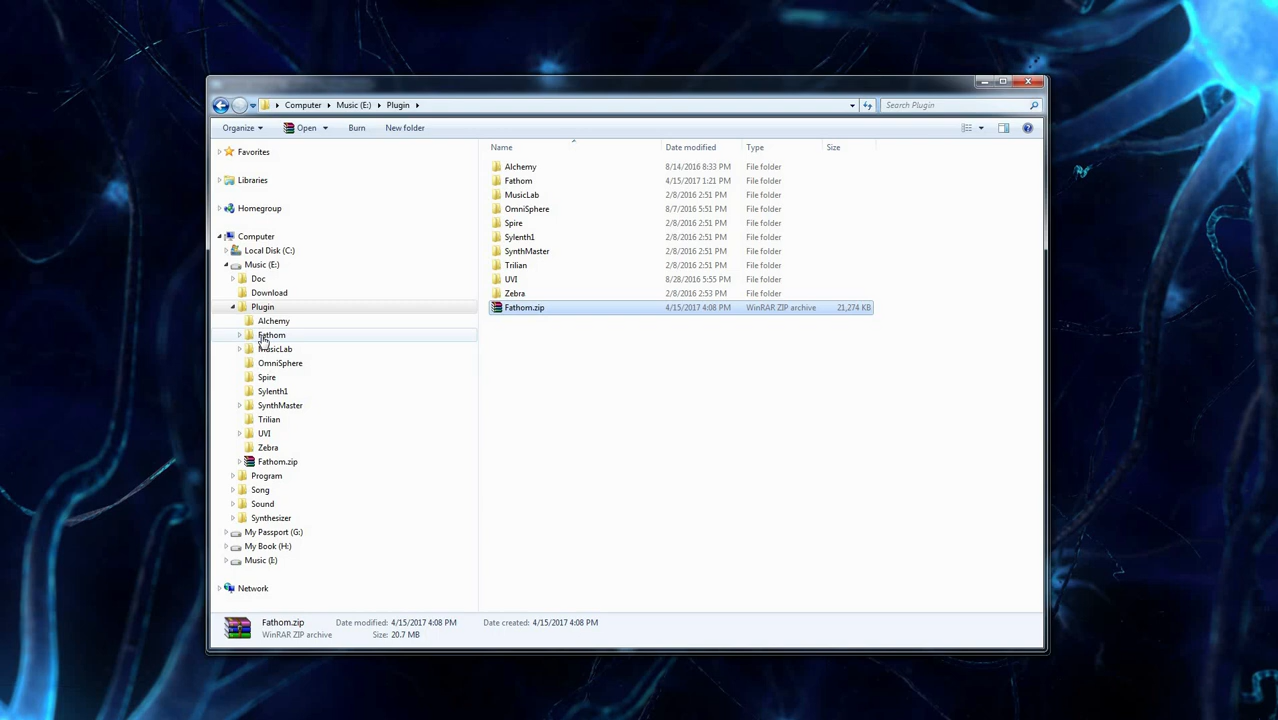 Computer Music (E:) Plugin Search Plugin
Organize Open Burn New folder
Favorites
Libraries
Homegroup
Computer
Local Disk (C:)
Music (E:)
Doc
Download
Plugin
Alchemy
Fathom
MusicLab
OmniSphere
Spire
Sylenth1
SynthMaster
Trilian
UVI
Zebra
Fathom.zip
Program
Song
Sound
Synthesizer
My Passport (G:)
My Book (H:)
Music (I:)
Network
Name Date modified Type Size
Alchemy 8/14/2016 8:33 PM File folder
Fathom 4/15/2017 1:21 PM File folder
MusicLab 2/8/2016 2:51 PM File folder
OmniSphere 8/7/2016 5:51 PM File folder
Spire 2/8/2016 2:51 PM File folder
Sylenth1 2/8/2016 2:51 PM File folder
SynthMaster 2/8/2016 2:51 PM File folder
Trilian 2/8/2016 2:51 PM File folder
UVI 8/28/2016 5:55 PM File folder
Zebra 2/8/2016 2:53 PM File folder
Fathom.zip 4/15/2017 4:08 PM WinRAR ZIP archive 21,274 KB
Fathom.zip Date modified: 4/15/2017 4:08 PM Date created: 4/15/2017 4:08 PM
WinRAR ZIP archive Size: 20.7 MB